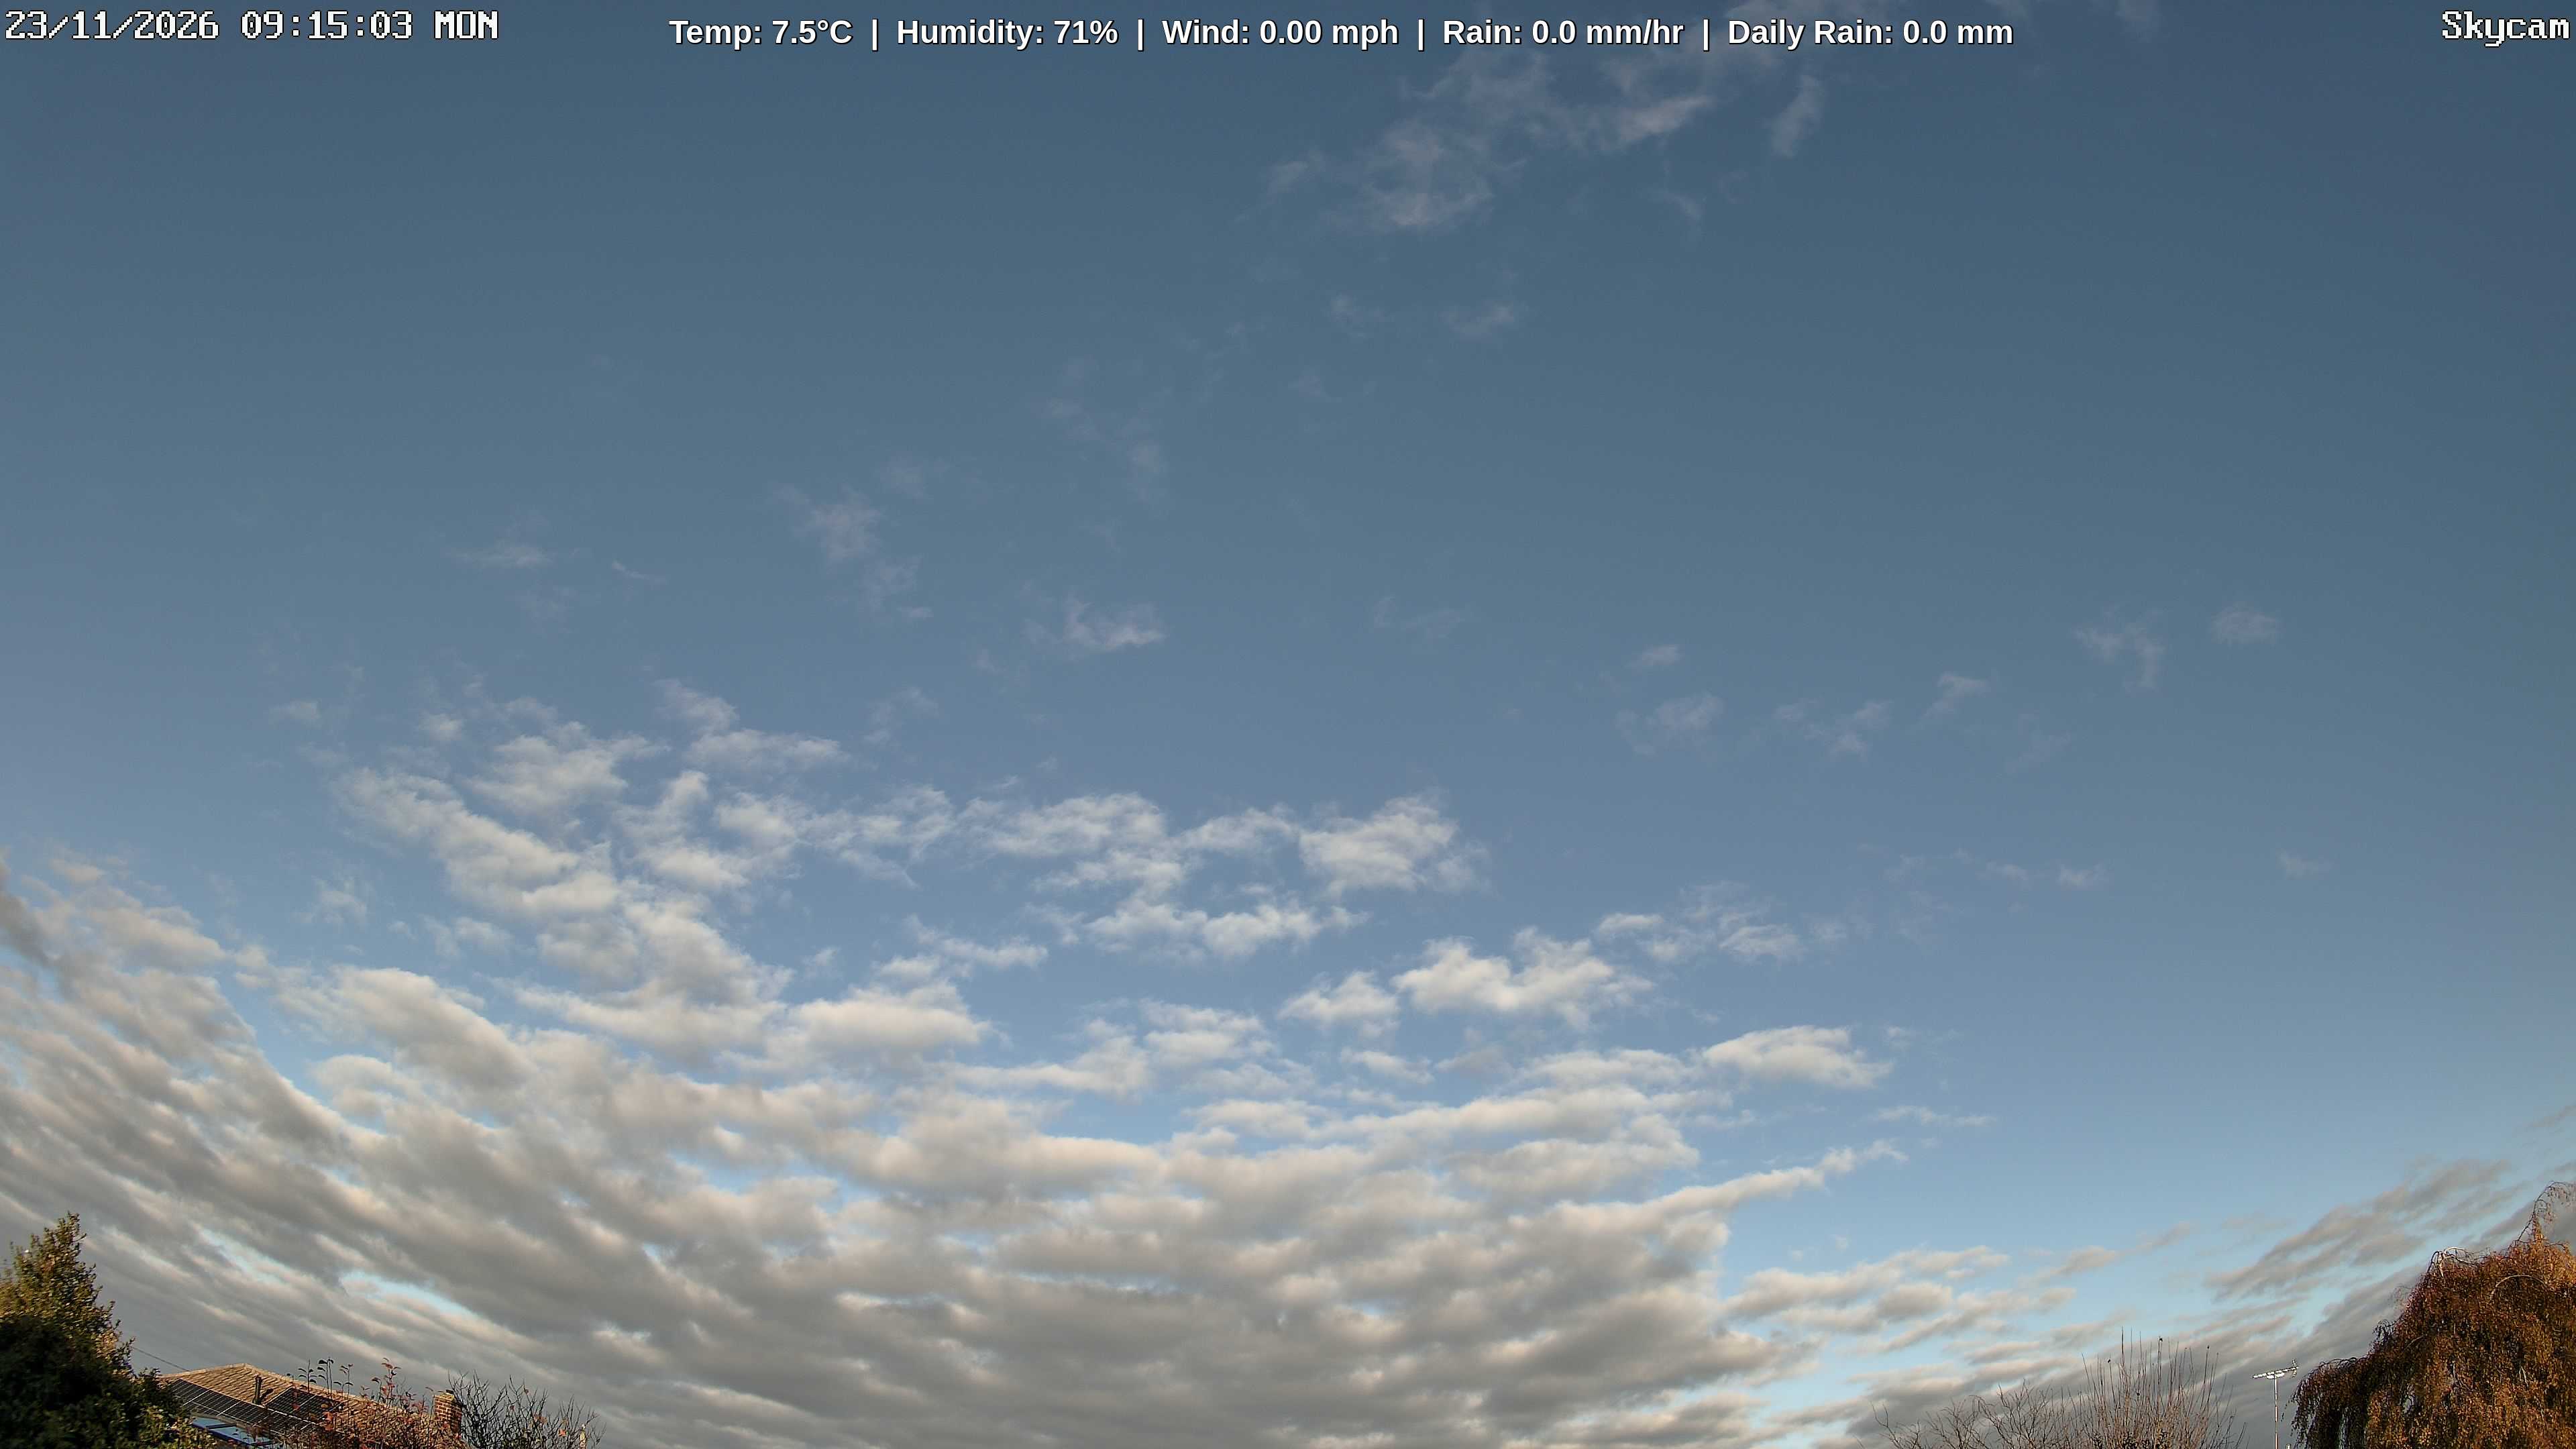 23/11/2026 09:15:03 MON
Temp: 7.5°C | Humidity: 71% | Wind: 0.00 mph | Rain: 0.0 mm/hr | Daily Rain: 0.0 mm
Skycam